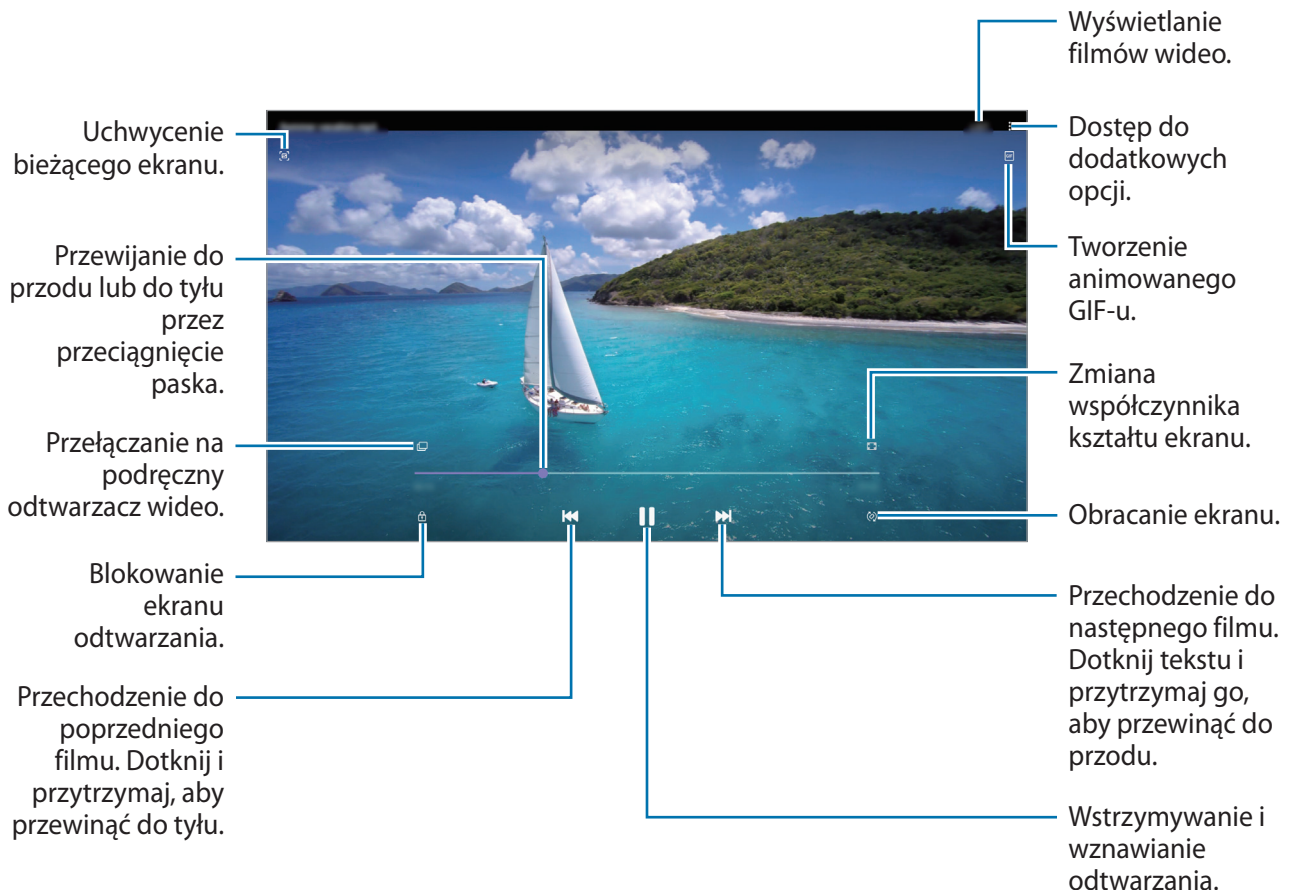 Wyświetlanie
filmów wideo.
Uchwycenie
bieżącego ekranu.
Dostęp do
dodatkowych
opcji.
Przewijanie do
przodu lub do tyłu
przez
przeciągnięcie
paska.
Tworzenie
animowanego
GIF-u.
Zmiana
współczynnika
kształtu ekranu.
Przełączanie na
podręczny
odtwarzacz wideo.
Obracanie ekranu.
Blokowanie
ekranu
odtwarzania.
Przechodzenie do
następnego filmu.
Dotknij tekstu i
przytrzymaj go,
aby przewinąć do
przodu.
Przechodzenie do
poprzedniego
filmu. Dotknij i
przytrzymaj, aby
przewinąć do tyłu.
Wstrzymywanie i
wznawianie
odtwarzania.